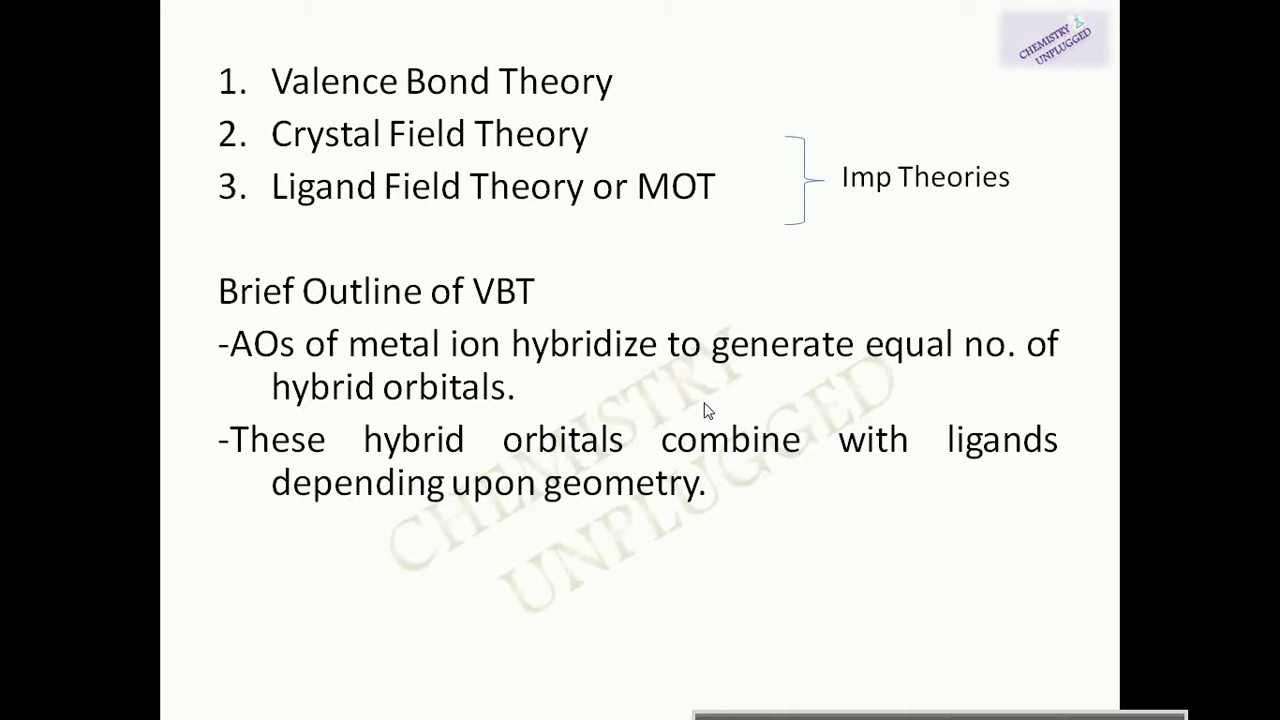 CHEMISTRY
UNPLUGGED
1. Valence Bond Theory
2. Crystal Field Theory
3. Ligand Field Theory or MOT
Imp Theories
Brief Outline of VBT
-AOs of metal ion hybridize to generate equal no. of
hybrid orbitals.
-These hybrid orbitals combine with ligands
depending upon geometry.
CHEMISTRY
UNPLUGGED